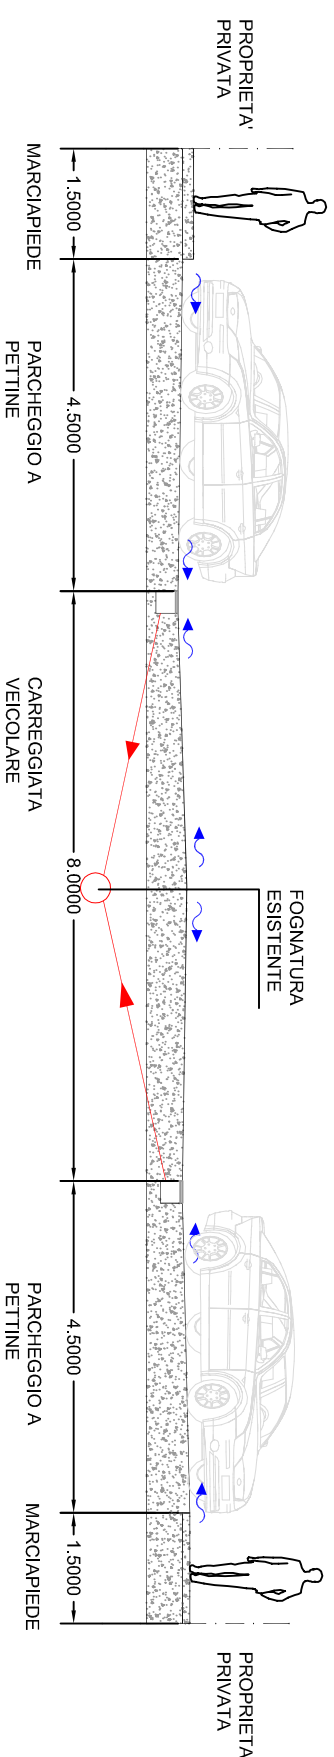 PROPRIETA'
PRIVATA
MARCIAPIEDE
1.5000
PARCHEGGIO A
PETTINE
4.5000
CARREGGIATA
VEICOLARE
8.0000
FOGNATURA
ESISTENTE
PARCHEGGIO A
PETTINE
4.5000
MARCIAPIEDE
1.5000
PROPRIETA
PRIVATA